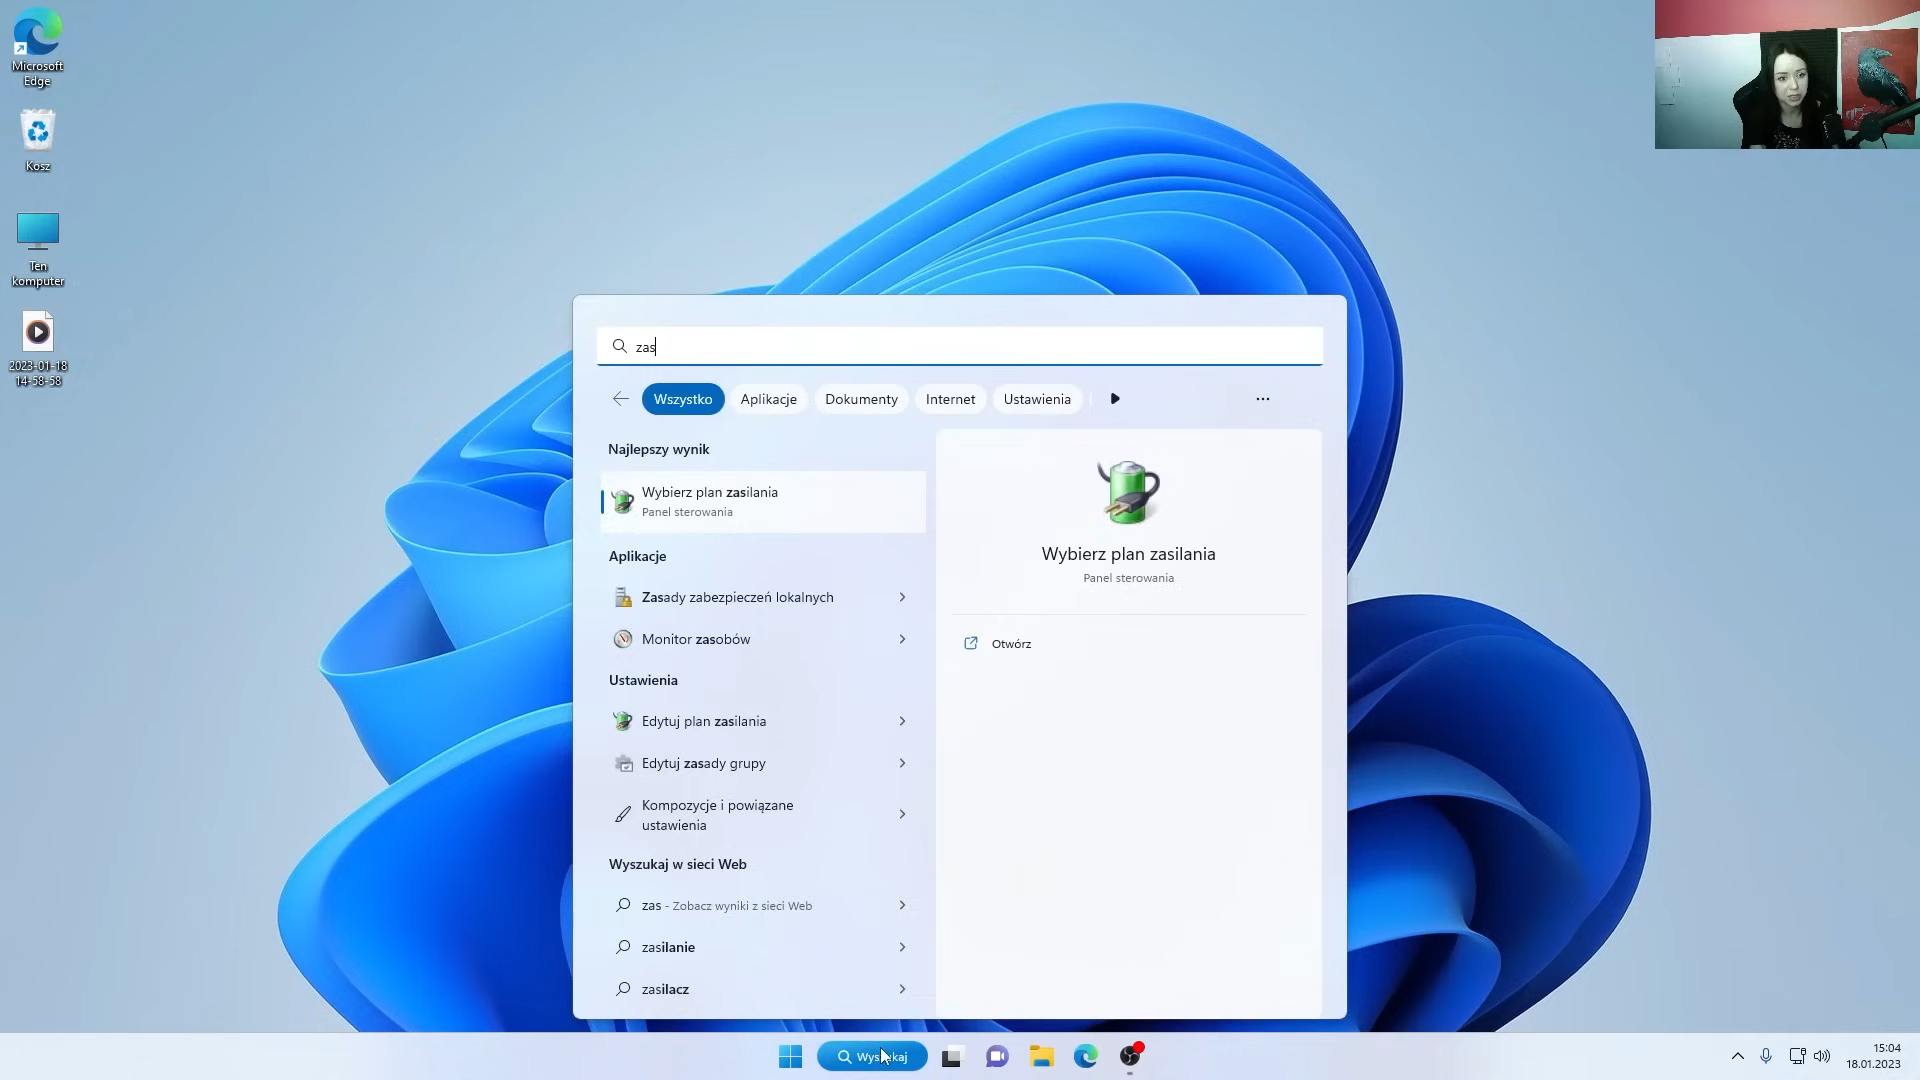 Microsoft
Edge
Kosz
Ten
komputer
2023-01-18
14-58-58
zas
Wszystko
Aplikacje
Dokumenty
Internet
Ustawienia
Najlepszy wynik
Wybierz plan zasilania
Panel sterowania
Aplikacje
Zasady zabezpieczeń lokalnych
Monitor zasobów
Ustawienia
Edytuj plan zasilania
Edytuj zasady grupy
Kompozycje i powiązane
ustawienia
Wyszukaj w sieci Web
zas - Zobacz wyniki z sieci Web
zasilanie
zasilacz
Wybierz plan zasilania
Panel sterowania
Otwórz
Wyszukaj
15:04
18.01.2023